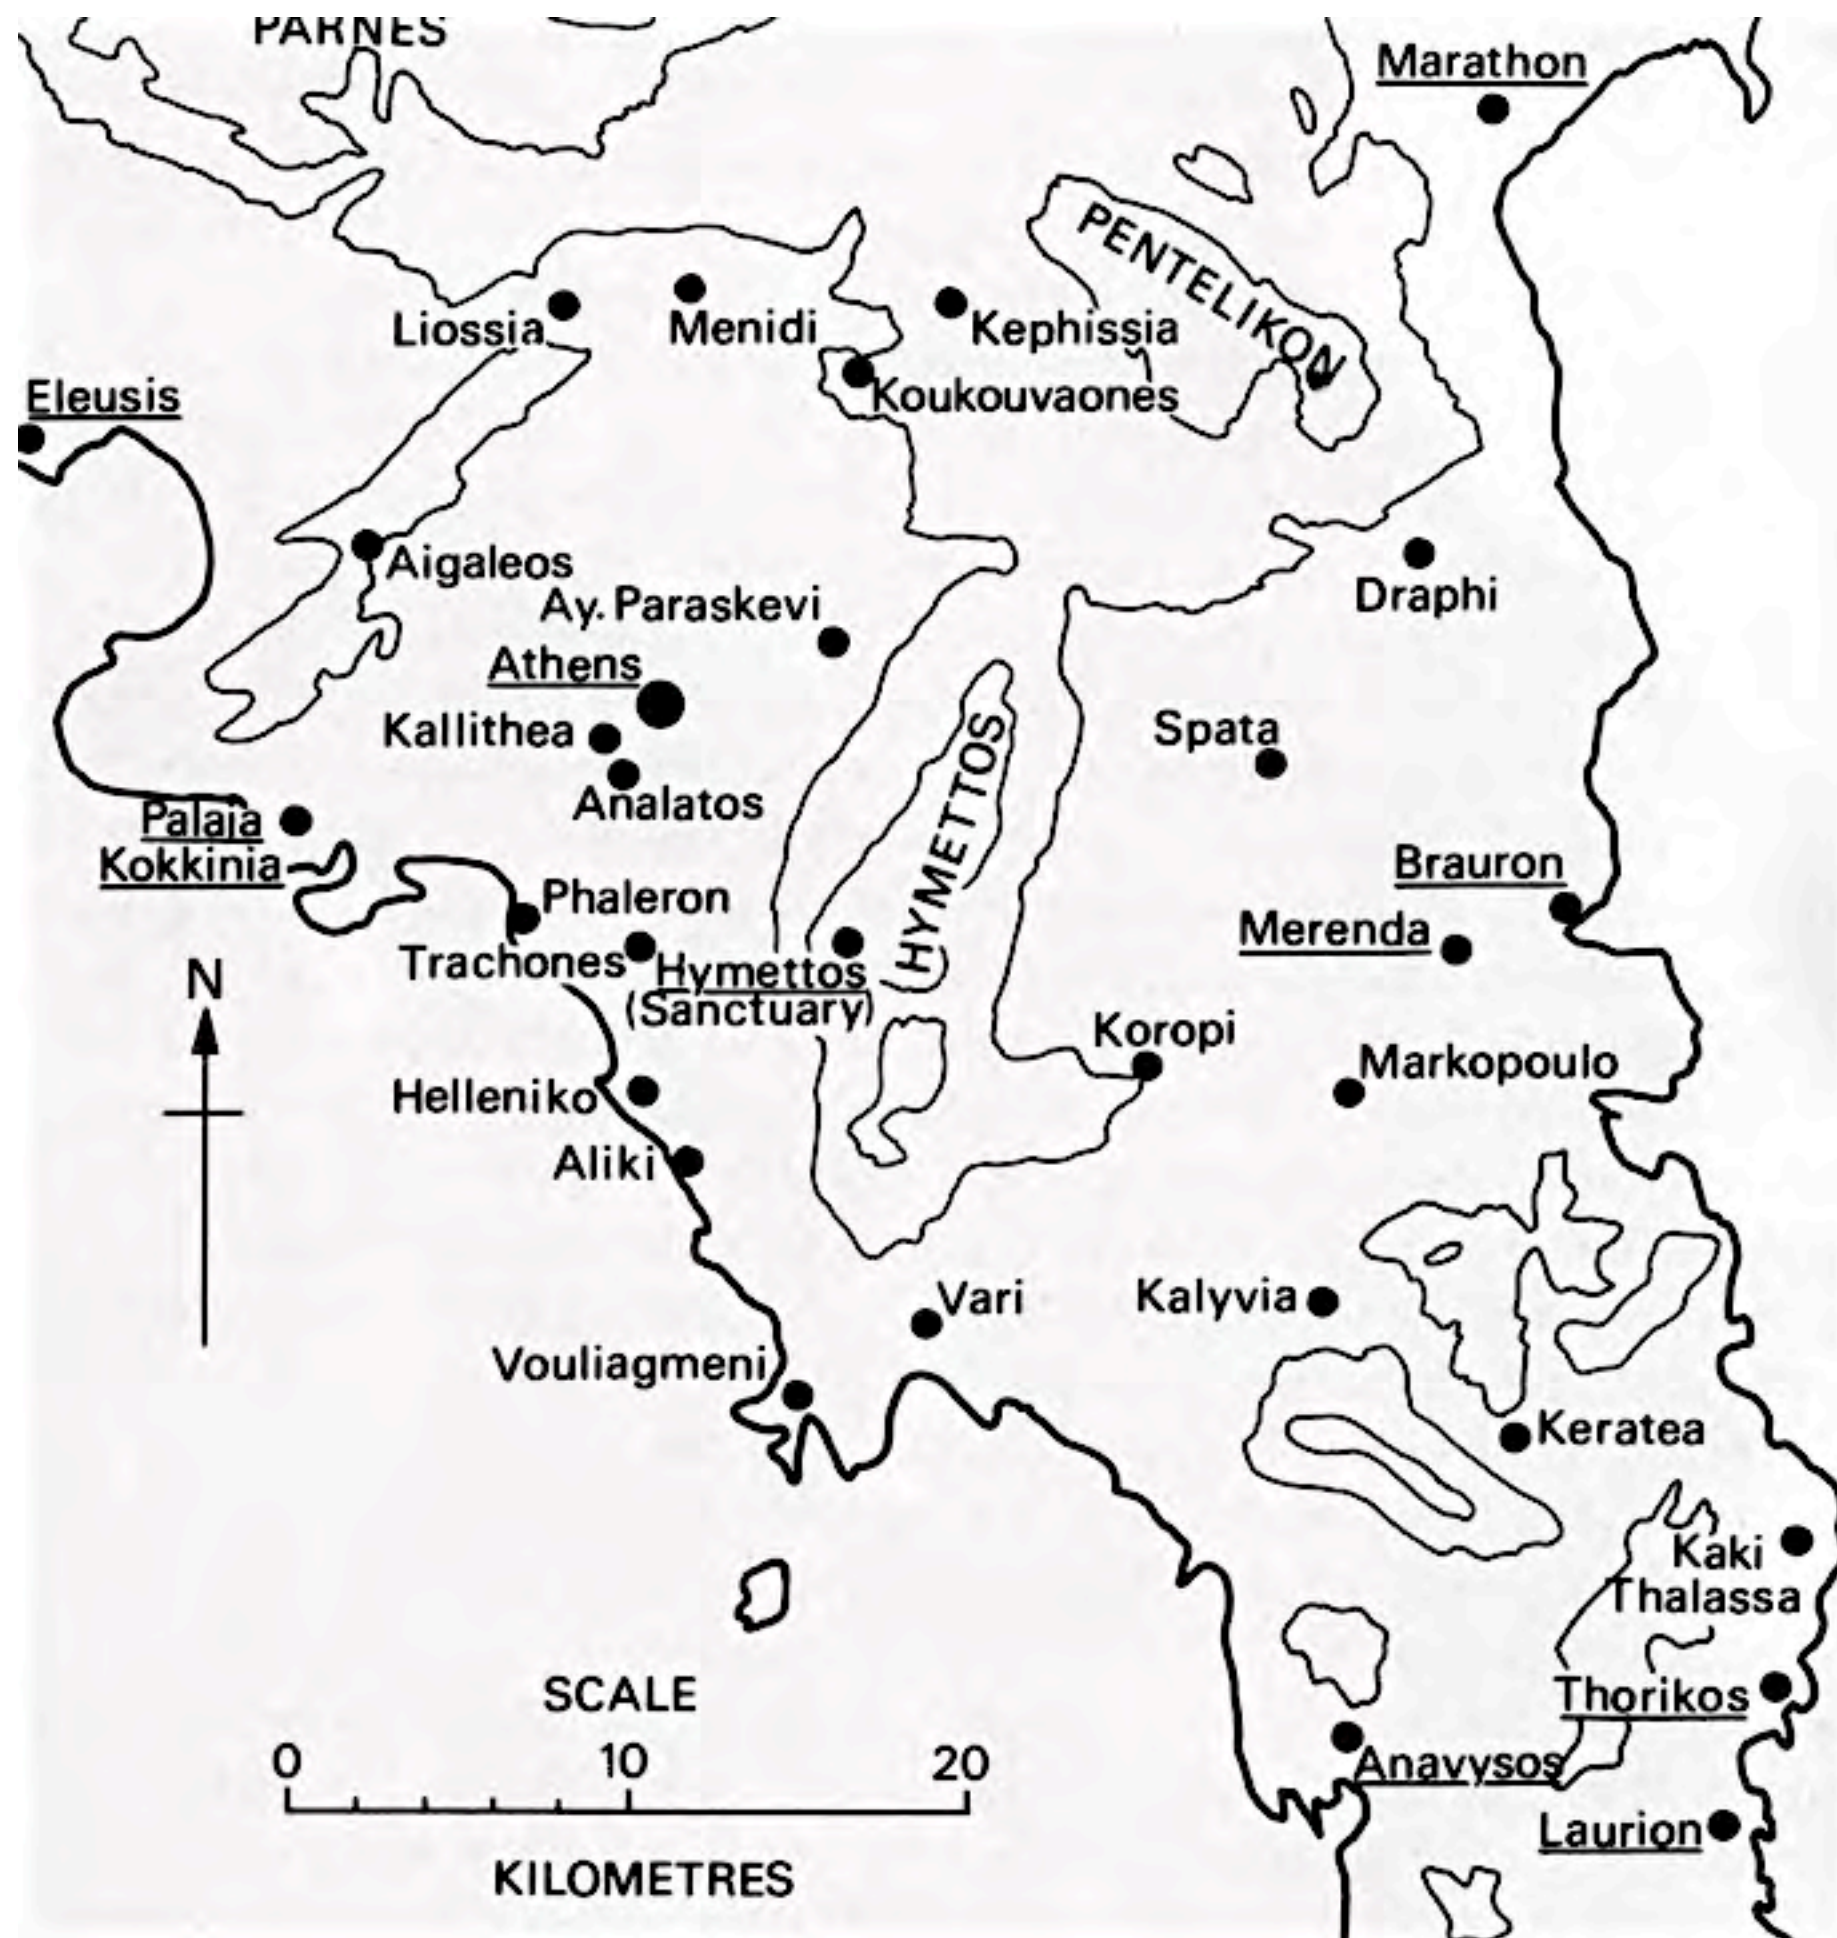 PARNES
Marathon
PENTELIKON
Liossia
Menidi
Kephissia
Koukouvaones
Eleusis
Aigaleos
Ay. Paraskevi
Draphi
Athens
Kallithea
Analatos
Spata
HYMETTOS
Palaia
Kokkinia
Phaleron
Brauron
Merenda
Trachones
Hymettos
(Sanctuary)
N
Koropi
Markopoulo
Helleniko
Aliki
Vari
Kalyvia
Vouliagmeni
Keratea
Kaki
Thalassa
SCALE
Thorikos
0 10 20
Anavysos
Laurion
KILOMETRES